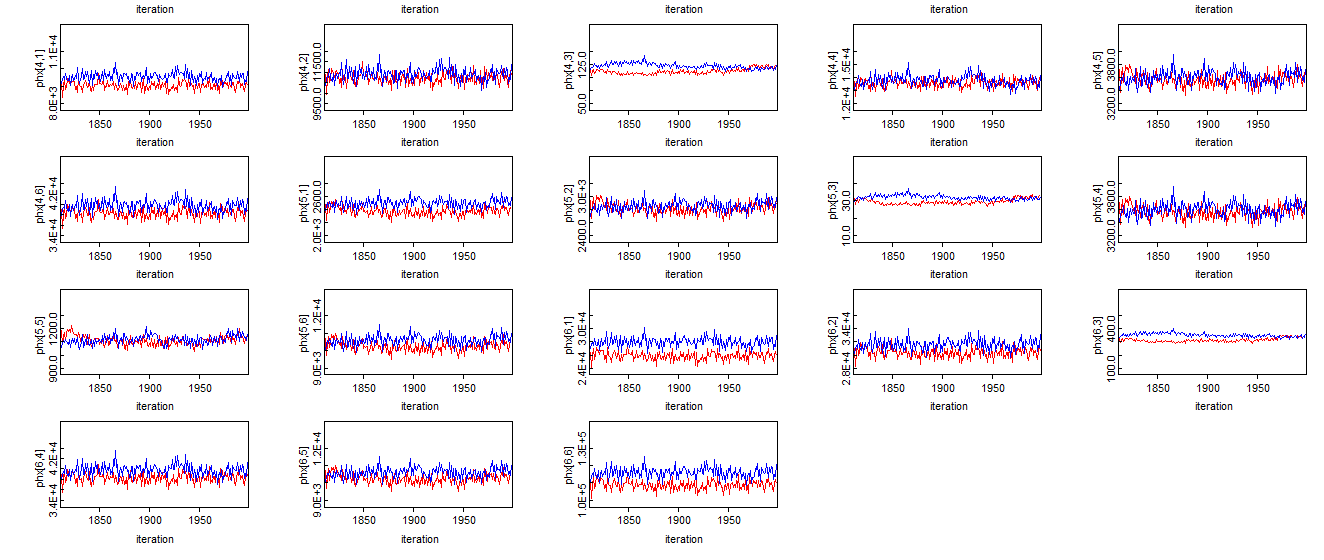 iteration iteration iteration iteration iteration
phx[4,1] 8.0E+3 1.1E+4 1850 1900 1950 phx[4,2] 9000.0 11500.0 1850 1900 1950 phx[4,3] 50.0 125.0 1850 1900 1950 phx[4,4] 1.2E+4 1.5E+4 1850 1900 1950 phx[4,5] 3200.0 3800.0 1850 1900 1950
iteration iteration iteration iteration iteration
phx[4,6] 3.4E+4 4.2E+4 1850 1900 1950 phx[5,1] 2.0E+3 2600.0 1850 1900 1950 phx[5,2] 2400.0 3.0E+3 1850 1900 1950 phx[5,3] 10.0 30.0 1850 1900 1950 phx[5,4] 3200.0 3800.0 1850 1900 1950
iteration iteration iteration iteration iteration
phx[5,5] 900.0 1200.0 1850 1900 1950 phx[5,6] 9.0E+3 1.2E+4 1850 1900 1950 phx[6,1] 2.4E+4 3.0E+4 1850 1900 1950 phx[6,2] 2.8E+4 3.4E+4 1850 1900 1950 phx[6,3] 100.0 400.0 1850 1900 1950
iteration iteration iteration iteration iteration
phx[6,4] 3.4E+4 4.2E+4 1850 1900 1950 phx[6,5] 9.0E+3 1.2E+4 1850 1900 1950 phx[6,6] 1.0E+5 1.3E+5 1850 1900 1950
iteration iteration iteration